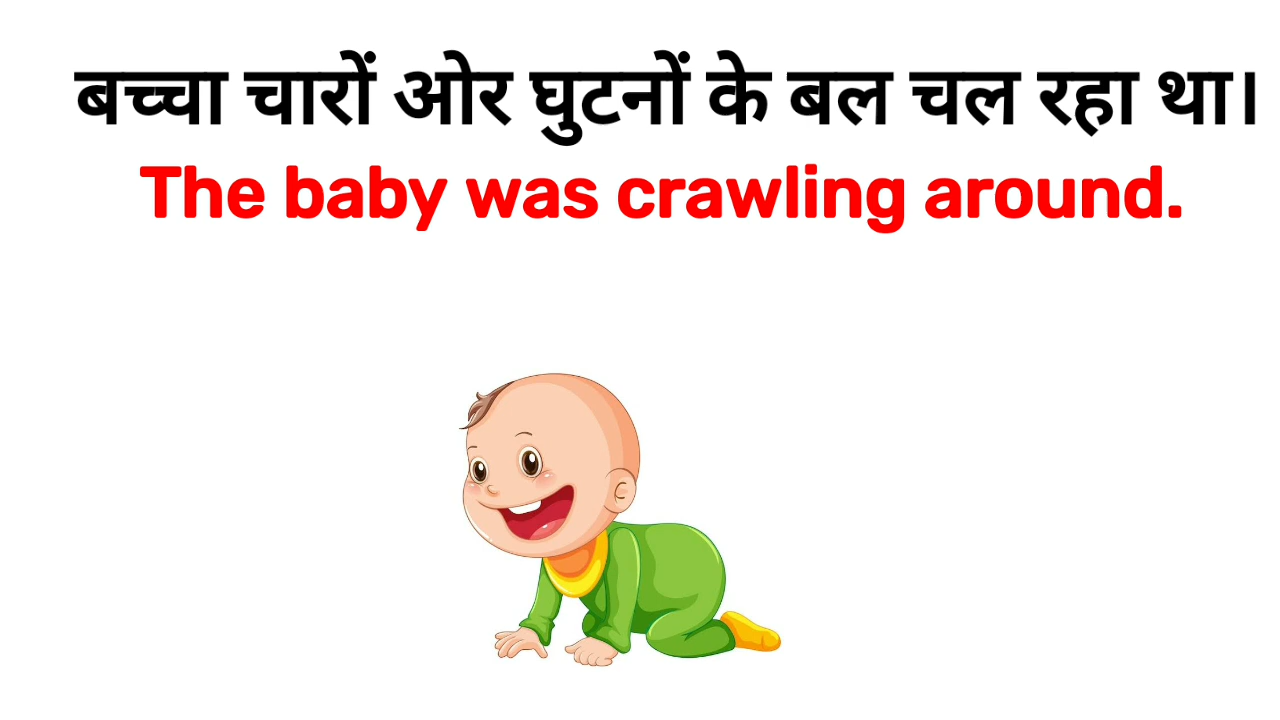 बच्चा चारों ओर घुटनों के बल चल रहा था।
The baby was crawling around.